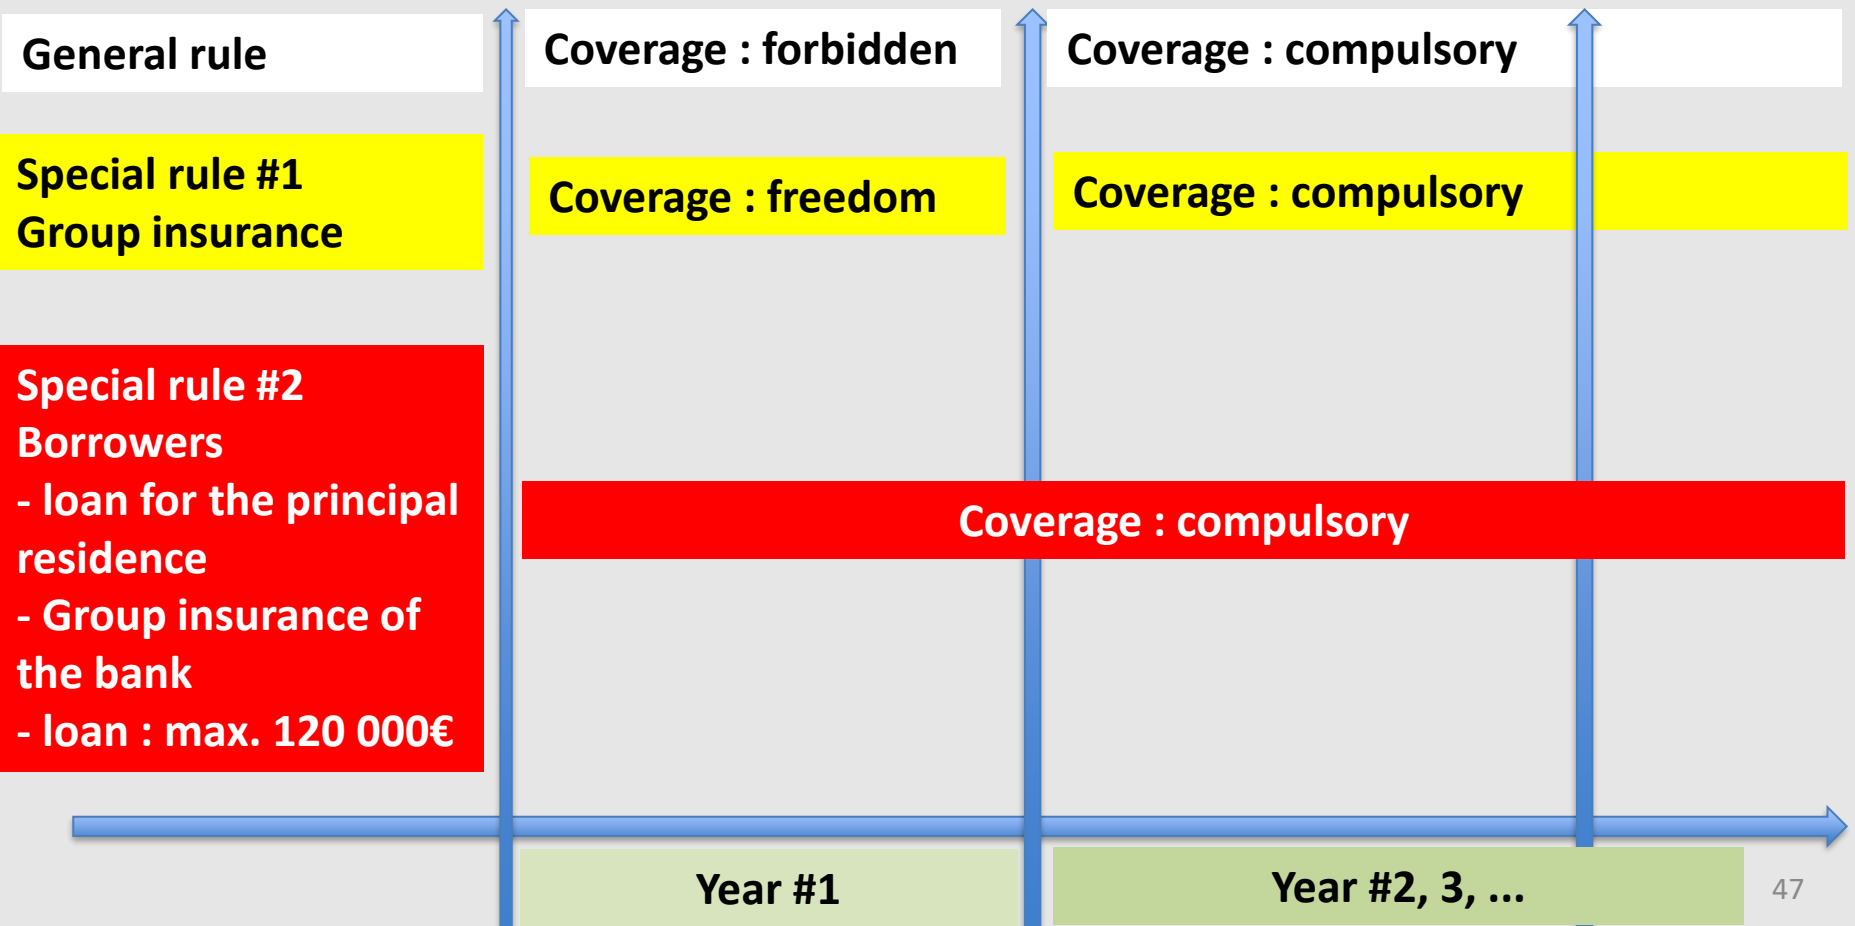 General rule
Coverage : forbidden
Coverage : compulsory
Special rule #1
Group insurance
Coverage : freedom
Coverage : compulsory
Special rule #2
Borrowers
- loan for the principal
residence
- Group insurance of
the bank
- loan : max. 120 000€
Coverage : compulsory
Year #1
Year #2, 3, ...
47